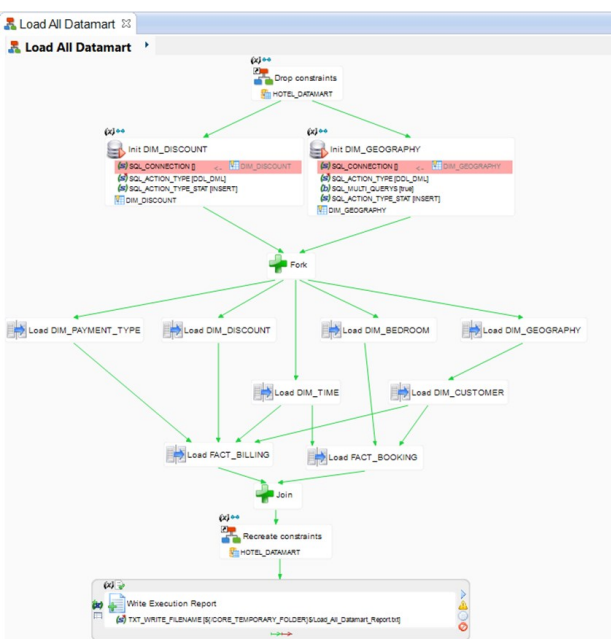 Load All Datamart
Load All Datamart
Drop constraints
HOTEL_DATAMART
Init DIM_DISCOUNT
SQL_CONNECTION [] <.. DIM_DISCOUNT
SQL_ACTION_TYPE [DDL_DML]
SQL_ACTION_TYPE_STAT [INSERT]
DIM_DISCOUNT
Init DIM_GEOGRAPHY
SQL_CONNECTION [] <.. DIM_GEOGRAPHY
SQL_ACTION_TYPE [DDL_DML]
SQL_MULTI_QUERYS [true]
SQL_ACTION_TYPE_STAT [INSERT]
DIM_GEOGRAPHY
Fork
Load DIM_PAYMENT_TYPE
Load DIM_DISCOUNT
Load DIM_BEDROOM
Load DIM_GEOGRAPHY
Load DIM_TIME
Load DIM_CUSTOMER
Load FACT_BILLING
Load FACT_BOOKING
Join
Recreate constraints
HOTEL_DATAMART
Write Execution Report
TXT_WRITE_FILENAME [${/CORE_TEMPORARY_FOLDER}$/Load_All_Datamart_Report.txt]